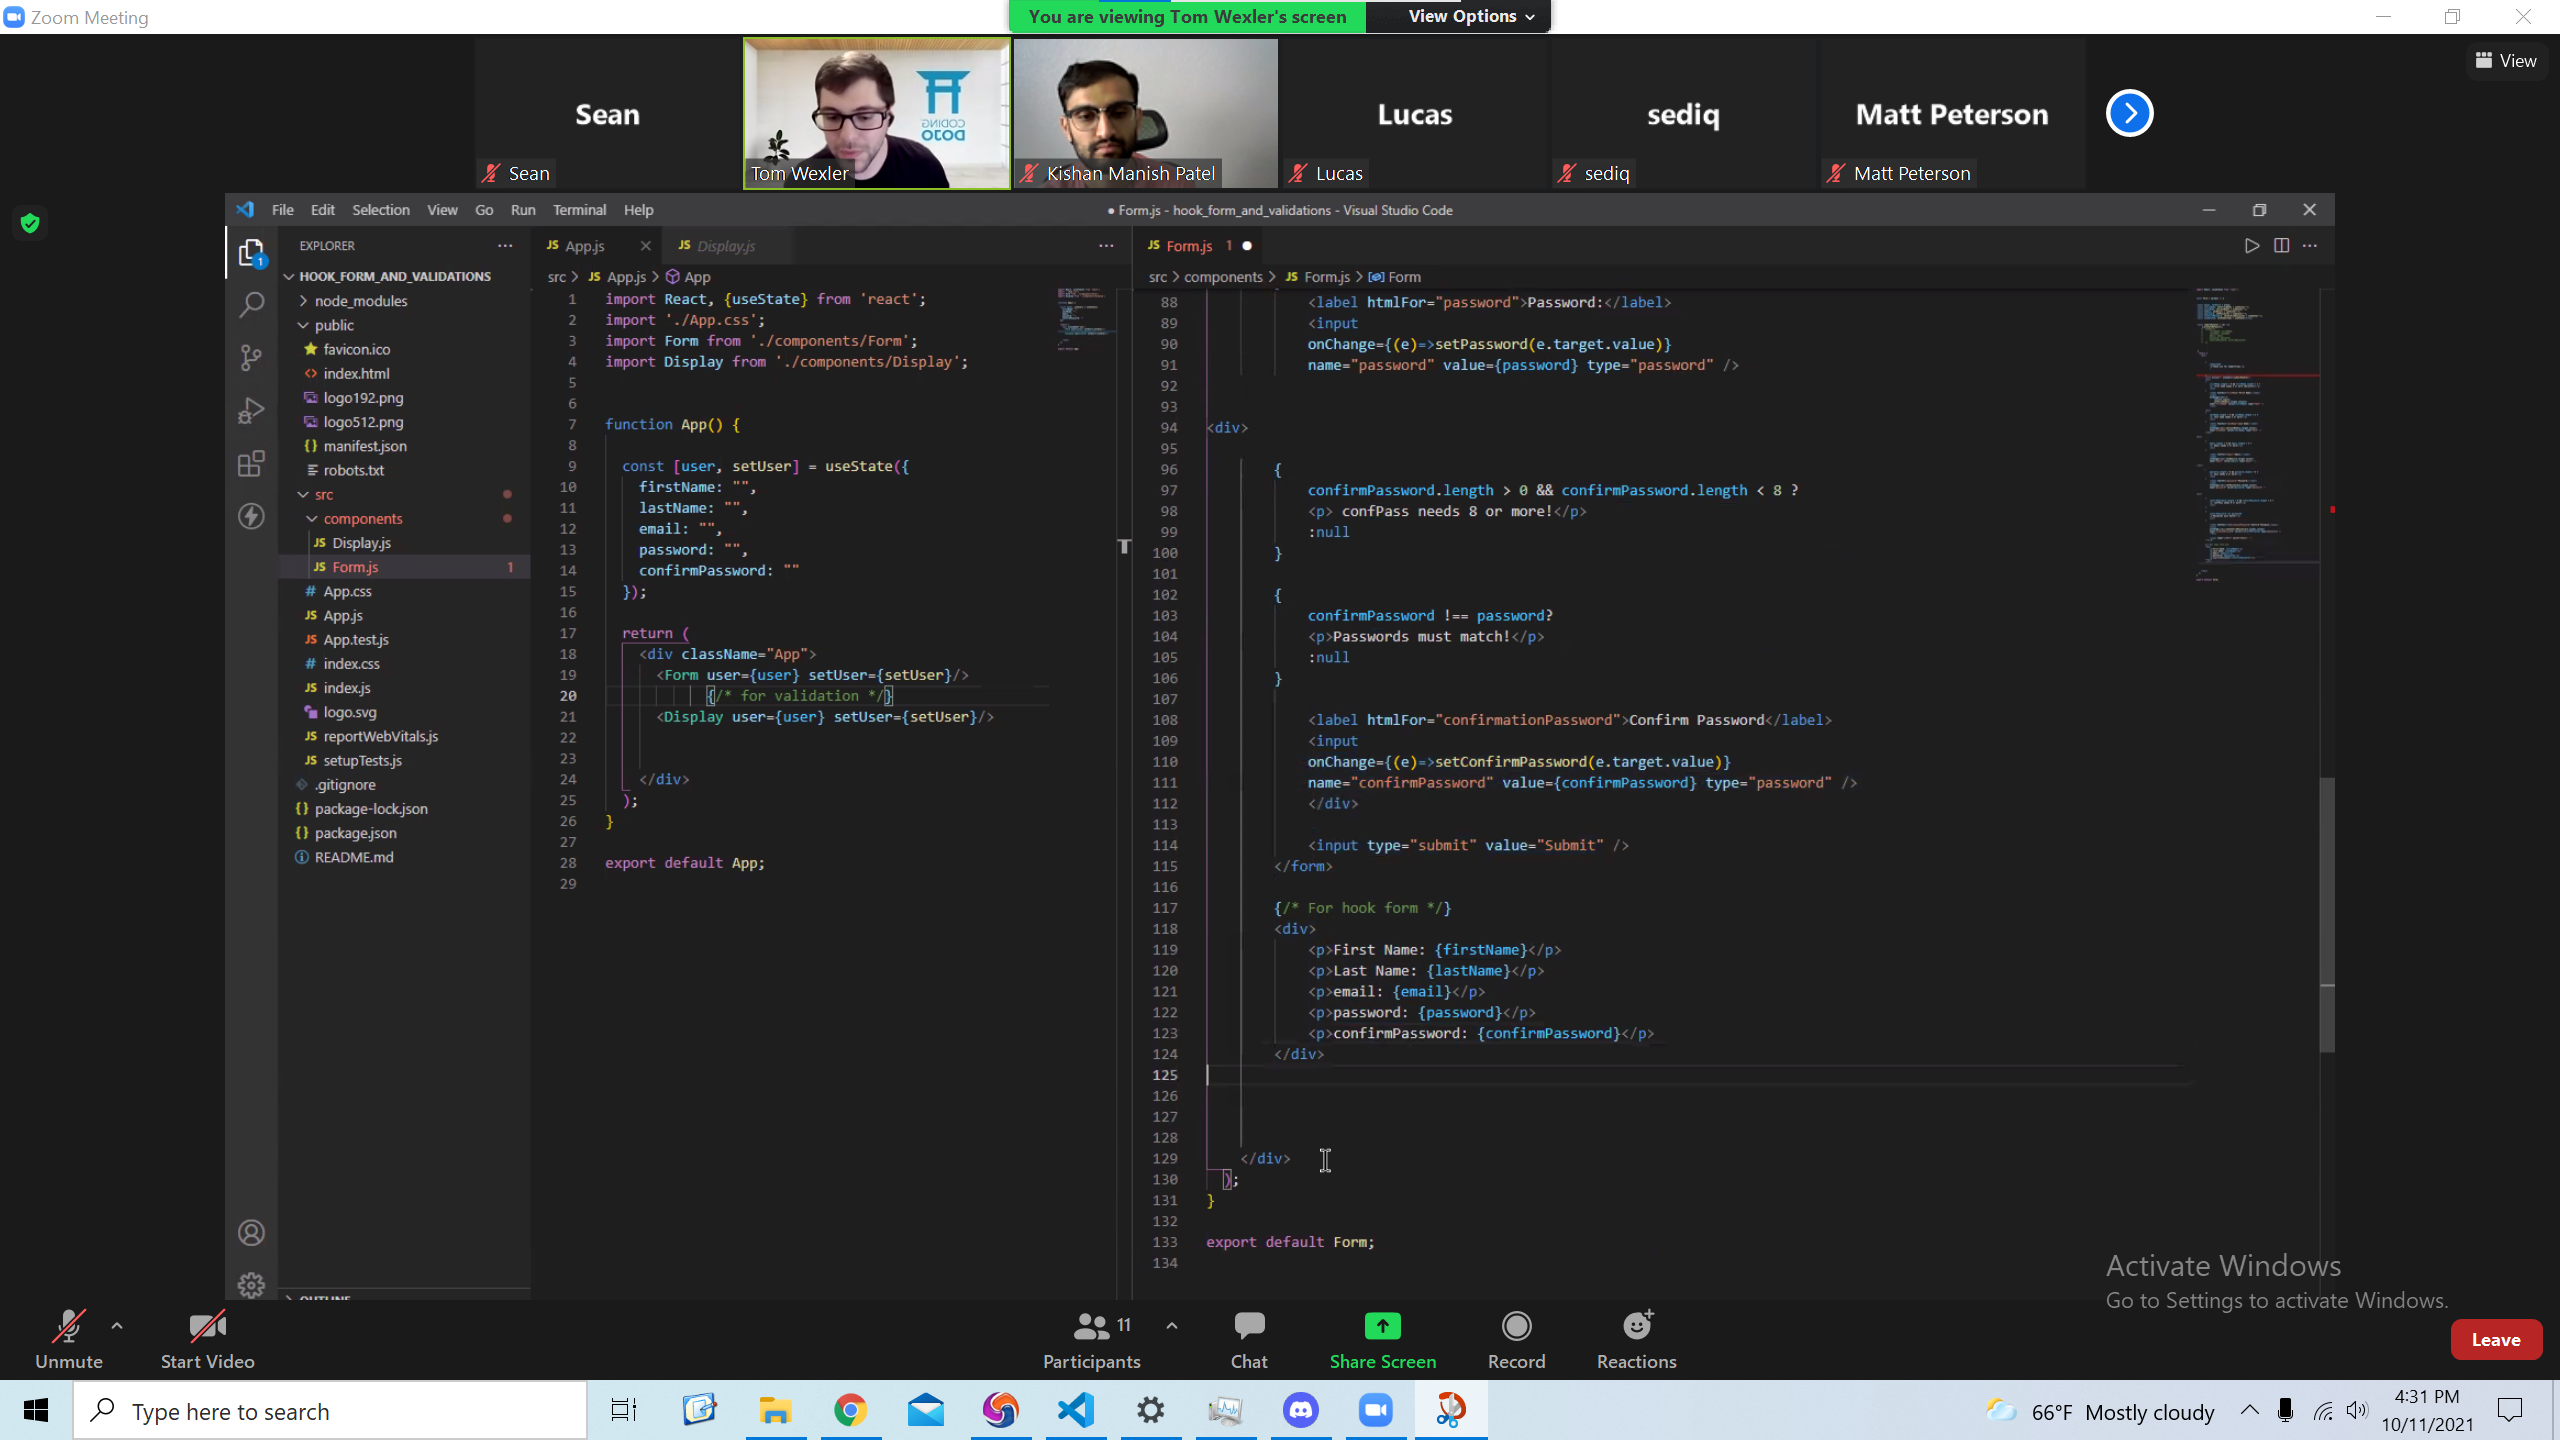 Zoom Meeting
You are viewing Tom Wexler's screen
View Options
View
Sean
Lucas
sediq
Matt Peterson
CODING
DOJO
Sean
Tom Wexler
Kishan Manish Patel
Lucas
sediq
Matt Peterson
File Edit Selection View Go Run Terminal Help
● Form.js - hook_form_and_validations - Visual Studio Code
EXPLORER
HOOK_FORM_AND_VALIDATIONS
node_modules
public
favicon.ico
<> index.html
logo192.png
logo512.png
{} manifest.json
robots.txt
src
components
JS Display.js
JS Form.js 1
# App.css
JS App.js
JS App.test.js
# index.css
JS index.js
logo.svg
JS reportWebVitals.js
JS setupTests.js
.gitignore
{} package-lock.json
{} package.json
README.md
OUTLINE
1
JS App.js
JS Display.js
src > JS App.js > App
1 import React, {useState} from 'react';
2 import './App.css';
3 import Form from './components/Form';
4 import Display from './components/Display';
5
6
7 function App() {
8
9 const [user, setUser] = useState({
10 firstName: "",
11 lastName: "",
12 email: "",
13 password: "",
14 confirmPassword: ""
15 });
16
17 return (
18 <div className="App">
19 <Form user={user} setUser={setUser}/>
20 {/* for validation */}
21 <Display user={user} setUser={setUser}/>
22
23
24 </div>
25 );
26 }
27
28 export default App;
29
JS Form.js 1 ●
src > components > JS Form.js > Form
88 <label htmlFor="password">Password:</label>
89 <input
90 onChange={(e)=>setPassword(e.target.value)}
91 name="password" value={password} type="password" />
92
93
94 <div>
95
96 {
97 confirmPassword.length > 0 && confirmPassword.length < 8 ?
98 <p> confPass needs 8 or more!</p>
99 :null
100 }
101
102 {
103 confirmPassword !== password?
104 <p>Passwords must match!</p>
105 :null
106 }
107
108 <label htmlFor="confirmationPassword">Confirm Password</label>
109 <input
110 onChange={(e)=>setConfirmPassword(e.target.value)}
111 name="confirmPassword" value={confirmPassword} type="password" />
112 </div>
113
114 <input type="submit" value="Submit" />
115 </form>
116
117 {/* For hook form */}
118 <div>
119 <p>First Name: {firstName}</p>
120 <p>Last Name: {lastName}</p>
121 <p>email: {email}</p>
122 <p>password: {password}</p>
123 <p>confirmPassword: {confirmPassword}</p>
124 </div>
125
126
127
128
129 </div>
130 );
131 }
132
133 export default Form;
134
Activate Windows
Go to Settings to activate Windows.
Unmute
Start Video
11
Participants
Chat
Share Screen
Record
Reactions
Leave
Type here to search
66°F Mostly cloudy
4:31 PM
10/11/2021